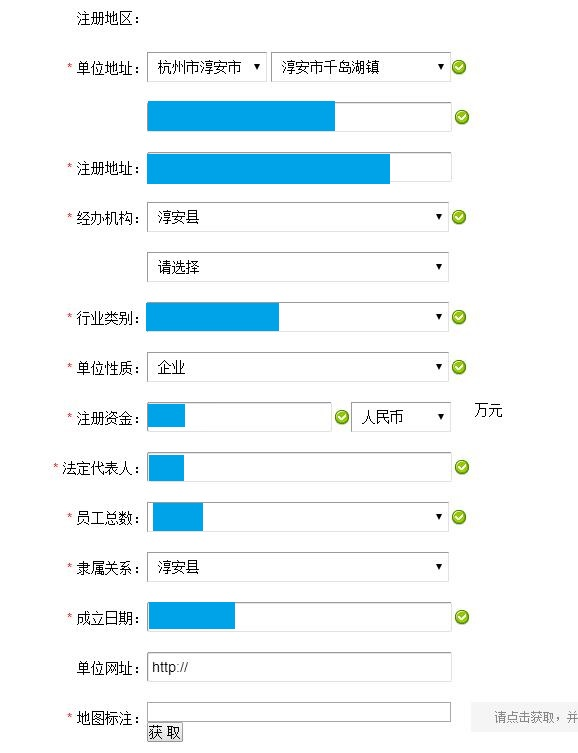 注册地区：
* 单位地址： 杭州市淳安市 淳安市千岛湖镇
* 注册地址：
* 经办机构： 淳安县
请选择
* 行业类别：
* 单位性质： 企业
* 注册资金： 人民币 万元
* 法定代表人：
* 员工总数：
* 隶属关系： 淳安县
* 成立日期：
单位网址： http://
* 地图标注： 请点击获取，并
获 取